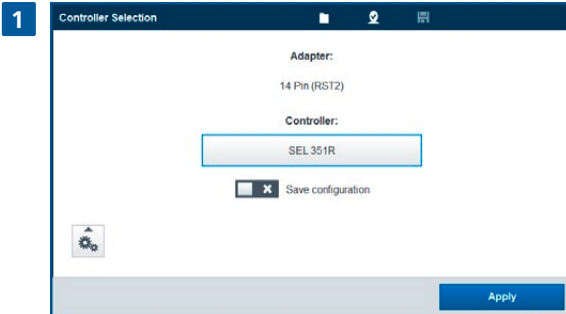 1
Controller Selection
Adapter:
14 Pin (RST2)
Controller:
SEL 351R
Save configuration
Apply